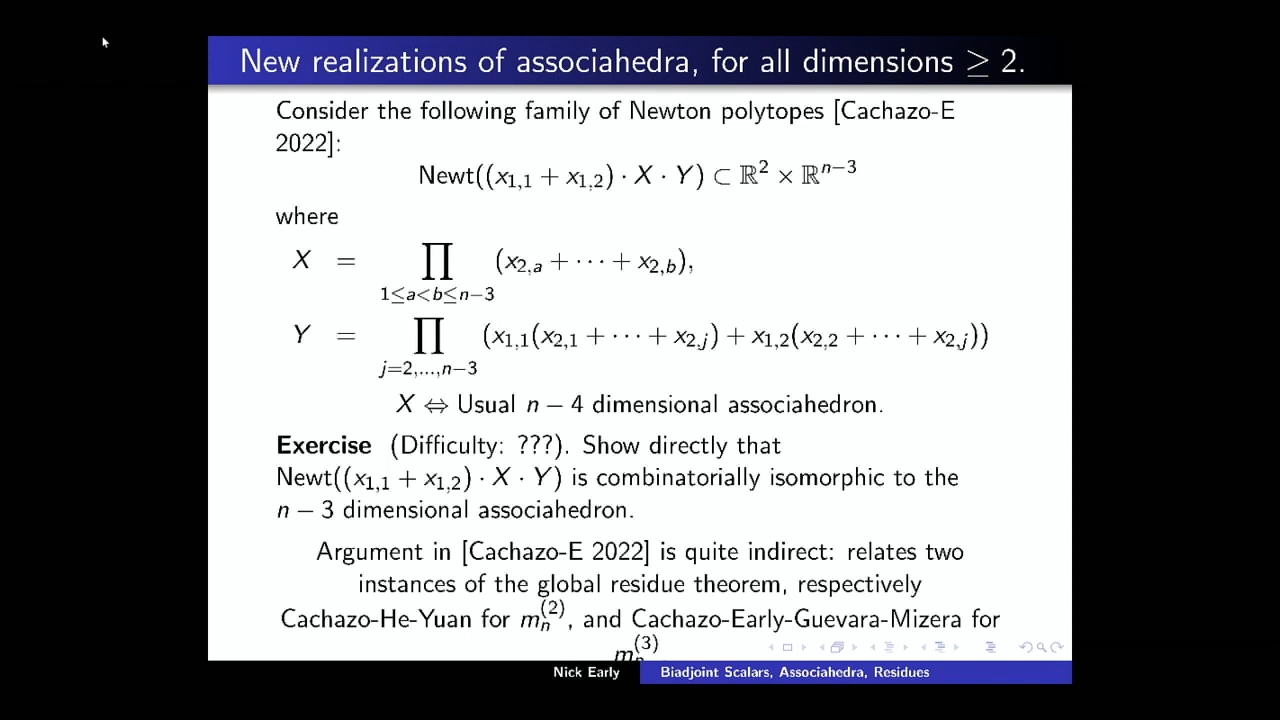 New realizations of associahedra, for all dimensions ≥ 2.
Consider the following family of Newton polytopes [Cachazo-E
2022]:
Newt((x_{1,1} + x_{1,2}) · X · Y) ⊂ ℝ^2 × ℝ^{n−3}
where
X = ∏_{1≤a<b≤n−3} (x_{2,a} + ··· + x_{2,b}),
Y = ∏_{j=2,...,n−3} (x_{1,1}(x_{2,1} + ··· + x_{2,j}) + x_{1,2}(x_{2,2} + ··· + x_{2,j}))
X ⇔ Usual n − 4 dimensional associahedron.
Exercise (Difficulty: ???). Show directly that
Newt((x_{1,1} + x_{1,2}) · X · Y) is combinatorially isomorphic to the
n − 3 dimensional associahedron.
Argument in [Cachazo-E 2022] is quite indirect: relates two
instances of the global residue theorem, respectively
Cachazo-He-Yuan for m_n^{(2)}, and Cachazo-Early-Guevara-Mizera for
m_n^{(3)}
Nick Early Biadjoint Scalars, Associahedra, Residues